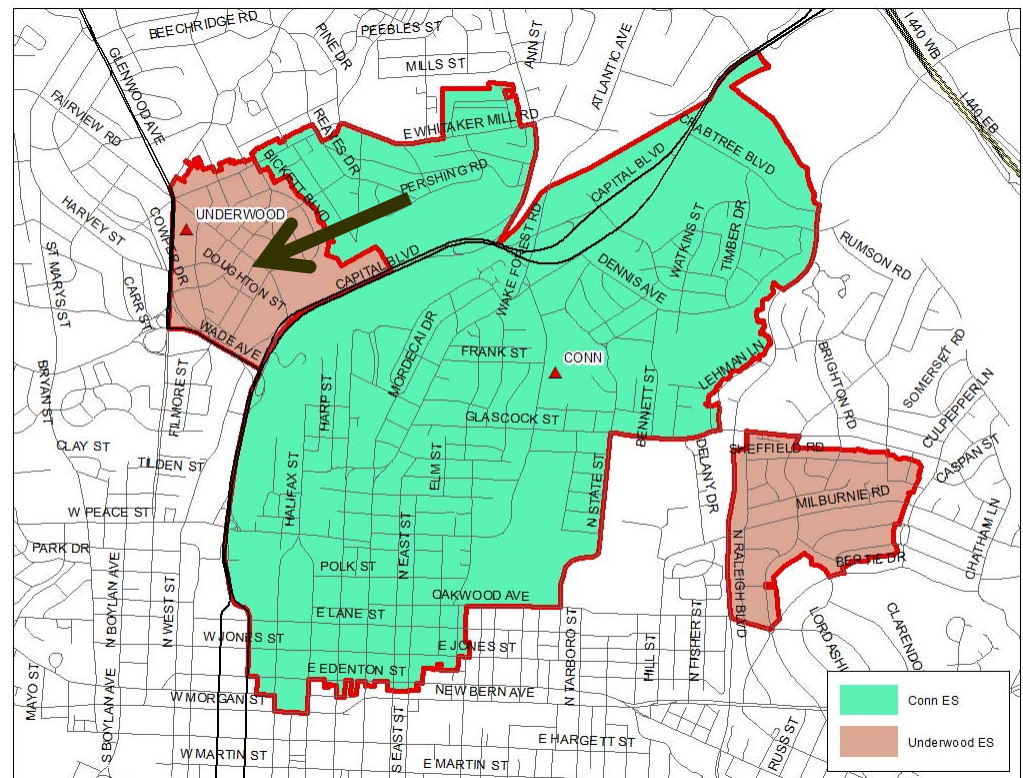 BEECHRIDGE RD
PEEBLES ST
PINE DR
ANN ST
ATLANTIC AVE
I 440 WB
GLENWOOD AVE
MILLS ST
I 440 EB
FAIRVIEW RD
REAVES DR
E WHITAKER MILL RD
CRABTREE BLVD
BICKETT BLVD
PERSHING RD
CAPITAL BLVD
HARVEY ST
COWPER DR
UNDERWOOD
WAKE FOREST RD
WATKINS ST
TIMBER DR
RUMSON RD
ST MARYS ST
DOUGHTON ST
CAPITAL BLVD
DENNIS AVE
CARR ST
WADE AVE
MORDECAI DR
FRANK ST
CONN
LEHMAN LN
BRIGHTON RD
SOMERSET RD
BRYAN ST
FILMORE ST
HARP ST
GLASCOCK ST
BENNETT ST
CULPEPPER LN
CLAY ST
TILDEN ST
ELM ST
DELANY DR
SHEFFIELD RD
CASPAN ST
HALIFAX ST
N STATE ST
MILBURNIE RD
W PEACE ST
N EAST ST
N RALEIGH BLVD
CHATHAM LN
PARK DR
N BOYLAN AVE
POLK ST
BERTIE DR
N WEST ST
OAKWOOD AVE
E LANE ST
W JONES ST
E JONES ST
N TARBORO ST
HILL ST
N FISHER ST
LORD ASHL
CLARENDO
E EDENTON ST
MAYO ST
S BOYLAN AVE
W MORGAN ST
NEW BERN AVE
Conn ES
S EAST ST
E HARGETT ST
RUSS ST
Underwood ES
W MARTIN ST
E MARTIN ST